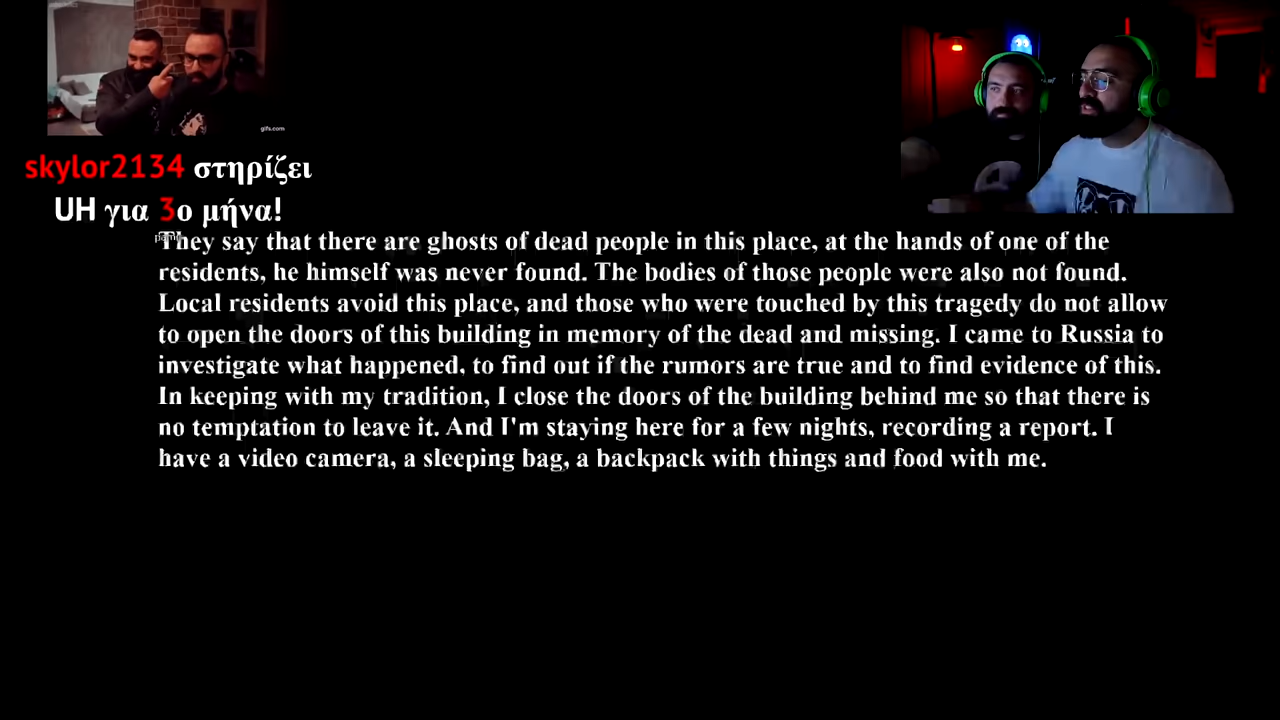 gifs.com
skylor2134 στηρίζει
UH για 3ο μήνα!
They say that there are ghosts of dead people in this place, at the hands of one of the
residents, he himself was never found. The bodies of those people were also not found.
Local residents avoid this place, and those who were touched by this tragedy do not allow
to open the doors of this building in memory of the dead and missing. I came to Russia to
investigate what happened, to find out if the rumors are true and to find evidence of this.
In keeping with my tradition, I close the doors of the building behind me so that there is
no temptation to leave it. And I'm staying here for a few nights, recording a report. I
have a video camera, a sleeping bag, a backpack with things and food with me.